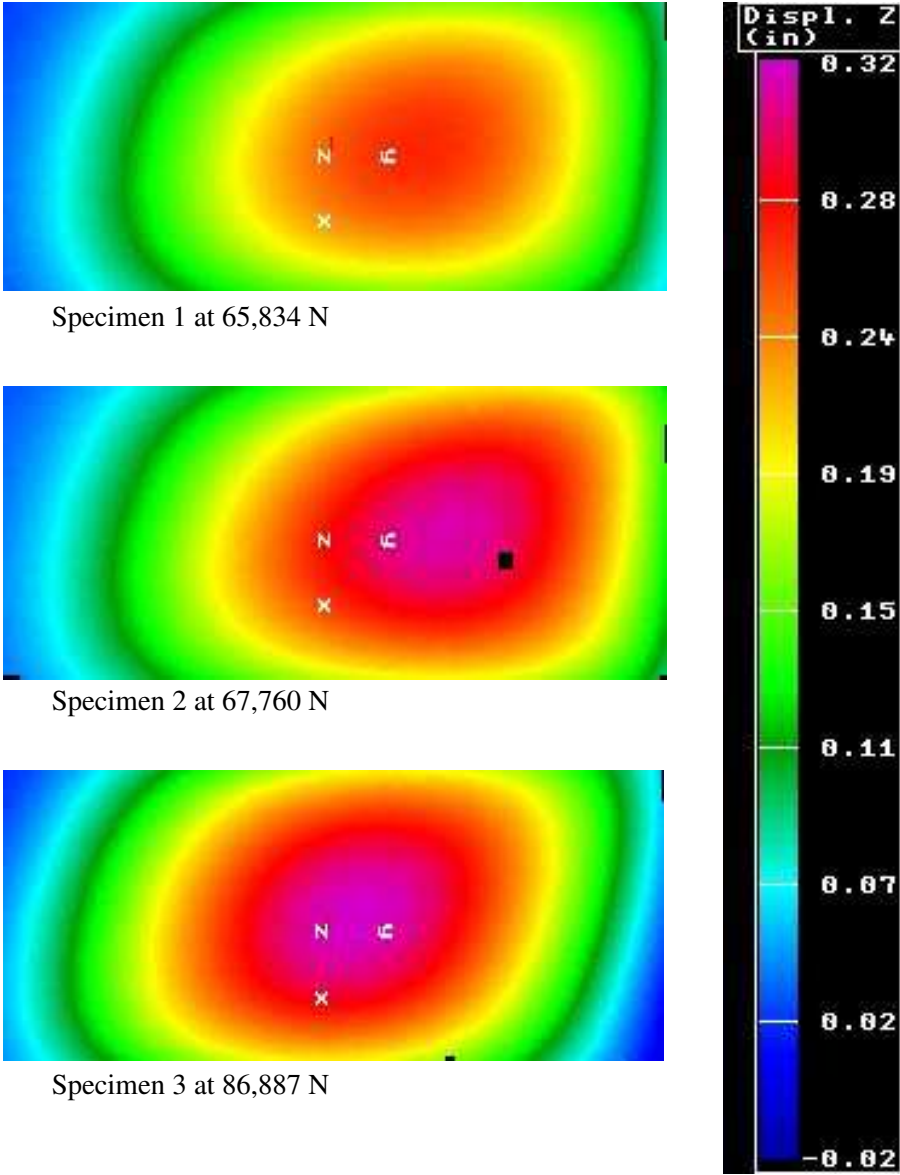 Z Y
X
Specimen 1 at 65,834 N
Z Y
X
Specimen 2 at 67,760 N
Z Y
X
Specimen 3 at 86,887 N
Displ. Z
(in)
0.32
0.28
0.24
0.19
0.15
0.11
0.07
0.02
-0.02